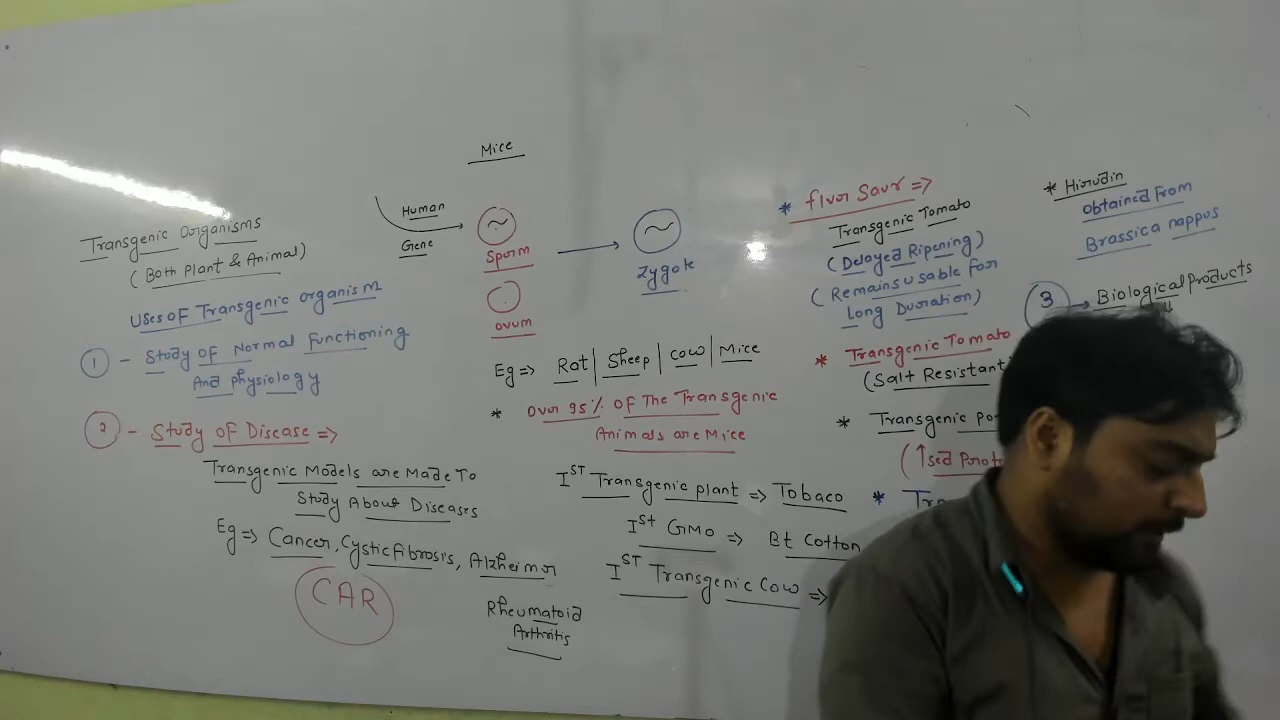 Transgenic Organisms
(Both Plant & Animal)
Uses of Transgenic organism
1 - Study of Normal Functioning
And physiology
2 - Study of Disease =>
Transgenic Models are Made To
Study About Diseases
Eg => Cancer, Cystic fibrosis, Alzheimer
CAR
Rheumatoid
Arthritis
Mice
Human
Gene
Sperm
ovum
Zygote
Eg => Rat | Sheep | Cow | Mice
* Over 95% of The Transgenic
Animals are Mice
Ist Transgenic plant => Tobaco
Ist GMO => Bt Cotton
Ist Transgenic Cow =>
* flvr Savr =>
Transgenic Tomato
(Delayed Ripening)
(Remains usable for
Long Duration)
* Transgenic Tomato
(Salt Resistant
* Transgenic
(↑sed
*
* Hirudin
obtained from
Brassica nappus
3 → Biological Products